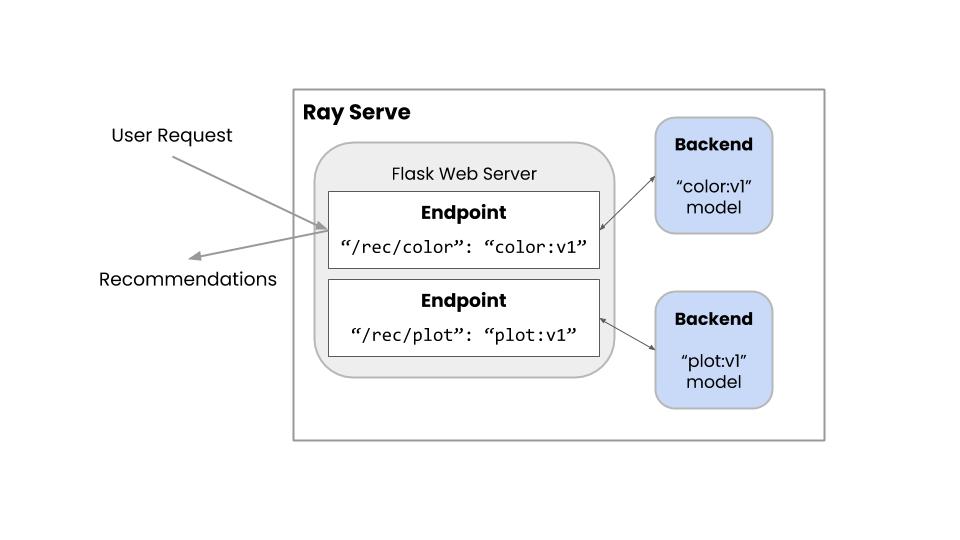 Ray Serve
User Request
Recommendations
Flask Web Server
Endpoint
“/rec/color”: “color:v1”
Endpoint
“/rec/plot”: “plot:v1”
Backend
“color:v1”
model
Backend
“plot:v1”
model